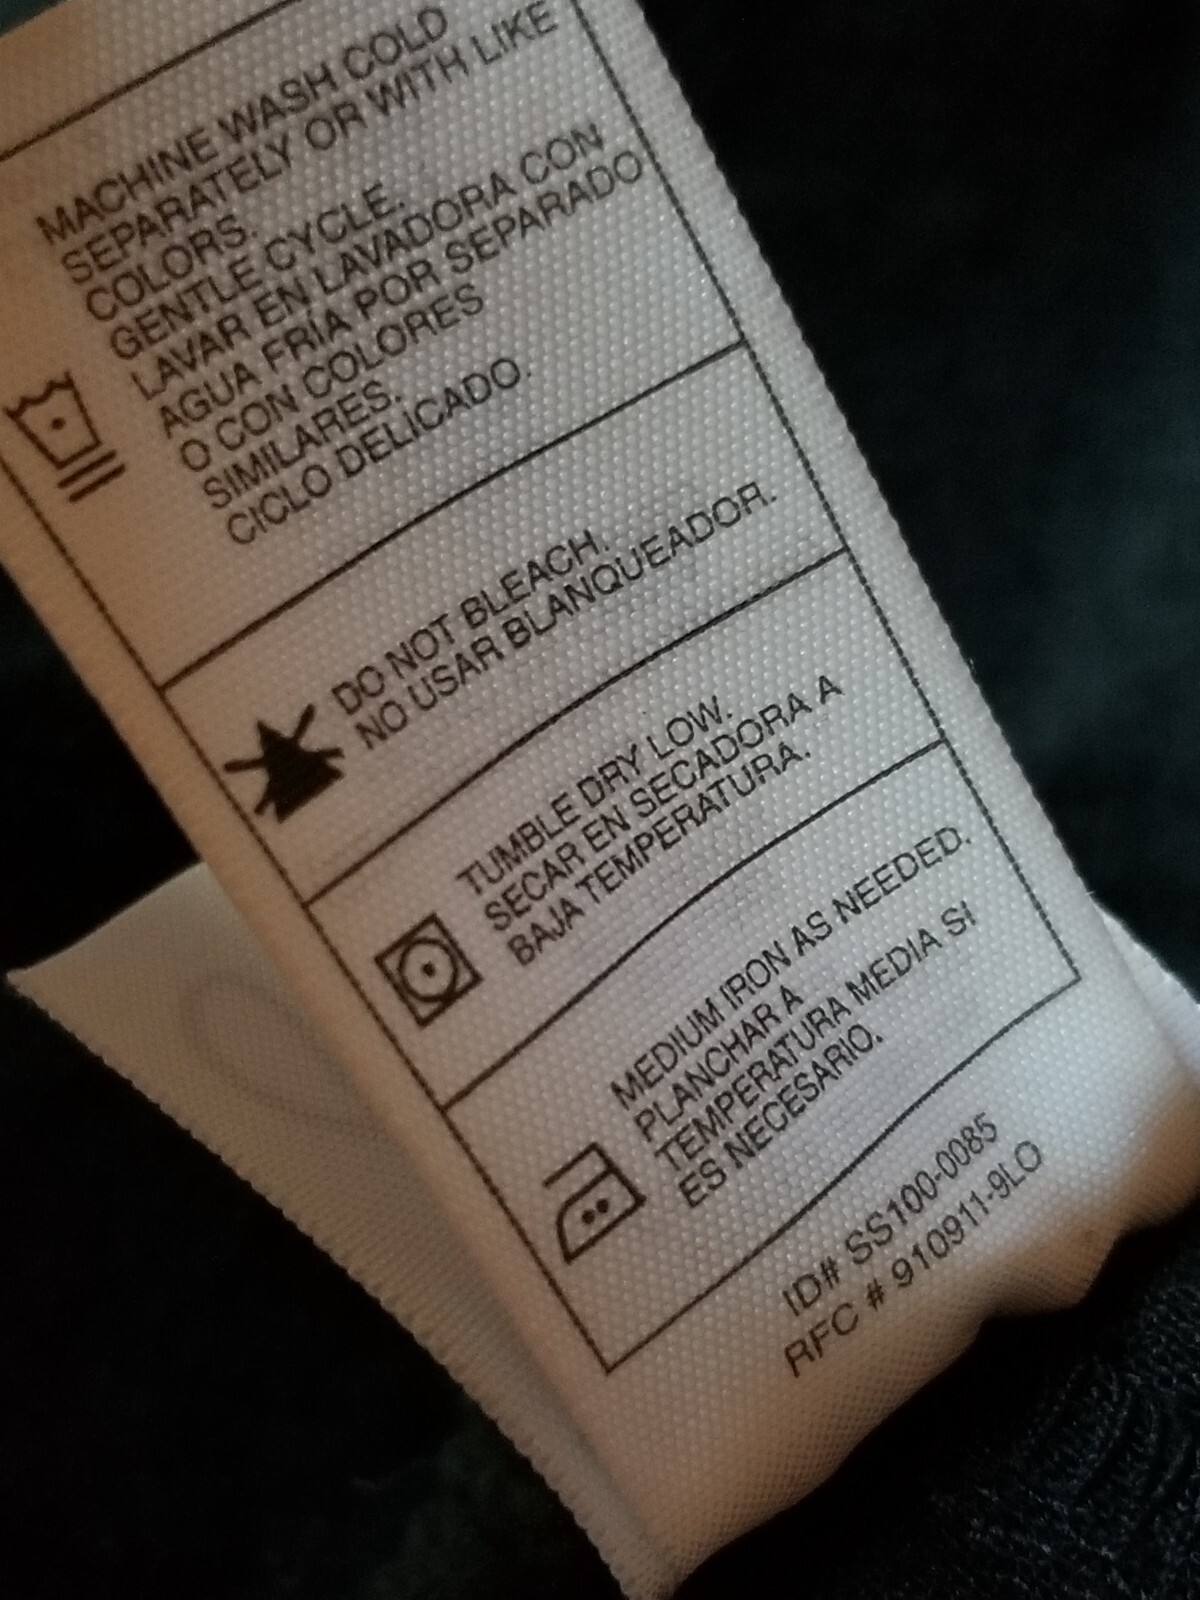 MACHINE WASH COLD
SEPARATELY OR WITH LIKE
COLORS.
GENTLE CYCLE.
LAVAR EN LAVADORA CON
AGUA FRÍA POR SEPARADO
O CON COLORES
SIMILARES.
CICLO DELICADO.
DO NOT BLEACH.
NO USAR BLANQUEADOR.
TUMBLE DRY LOW.
SECAR EN SECADORA A
BAJA TEMPERATURA.
MEDIUM IRON AS NEEDED.
PLANCHAR A
TEMPERATURA MEDIA SI
ES NECESARIO.
ID# SS100-0085
RFC # 910911-9LO